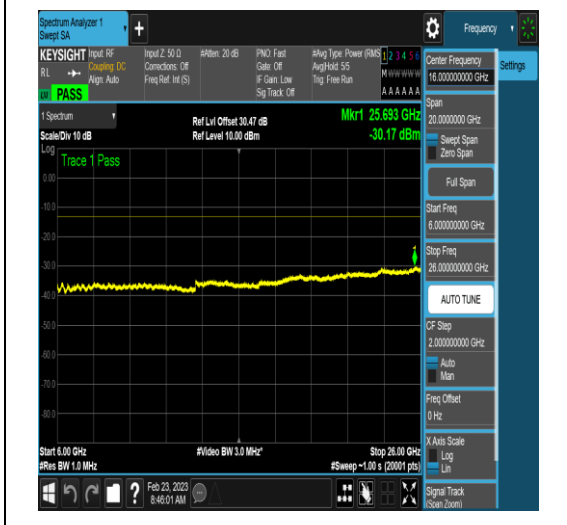 Spectrum Analyzer 1
Swept SA
Frequency
KEYSIGHT
RL
PASS
Input: RF
Coupling: DC
Align: Auto
Input Z: 50 Ω
Corrections: Off
Freq Ref: Int (S)
#Atten: 20 dB
PNO: Fast
Gate: Off
IF Gain: Low
Sig Track: Off
#Avg Type: Power (RMS
Avg|Hold: 5/5
Trig: Free Run
1 2 3 4 5 6
M W W W W W
A A A A A A
1 Spectrum
Scale/Div 10 dB
Ref Lvl Offset 30.47 dB
Ref Level 10.00 dBm
Mkr1 25.693 GHz
-30.17 dBm
Log
Trace 1 Pass
0.00
-10.0
-20.0
-30.0
-40.0
-50.0
-60.0
-70.0
-80.0
1
Start 6.00 GHz
#Res BW 1.0 MHz
#Video BW 3.0 MHz*
Stop 26.00 GHz
#Sweep ~1.00 s (20001 pts)
Feb 23, 2023
8:46:01 AM
Center Frequency
16.000000000 GHz
Settings
Span
20.0000000 GHz
Swept Span
Zero Span
Full Span
Start Freq
6.000000000 GHz
Stop Freq
26.000000000 GHz
AUTO TUNE
CF Step
2.000000000 GHz
Auto
Man
Freq Offset
0 Hz
X Axis Scale
Log
Lin
Signal Track
(Span Zoom)